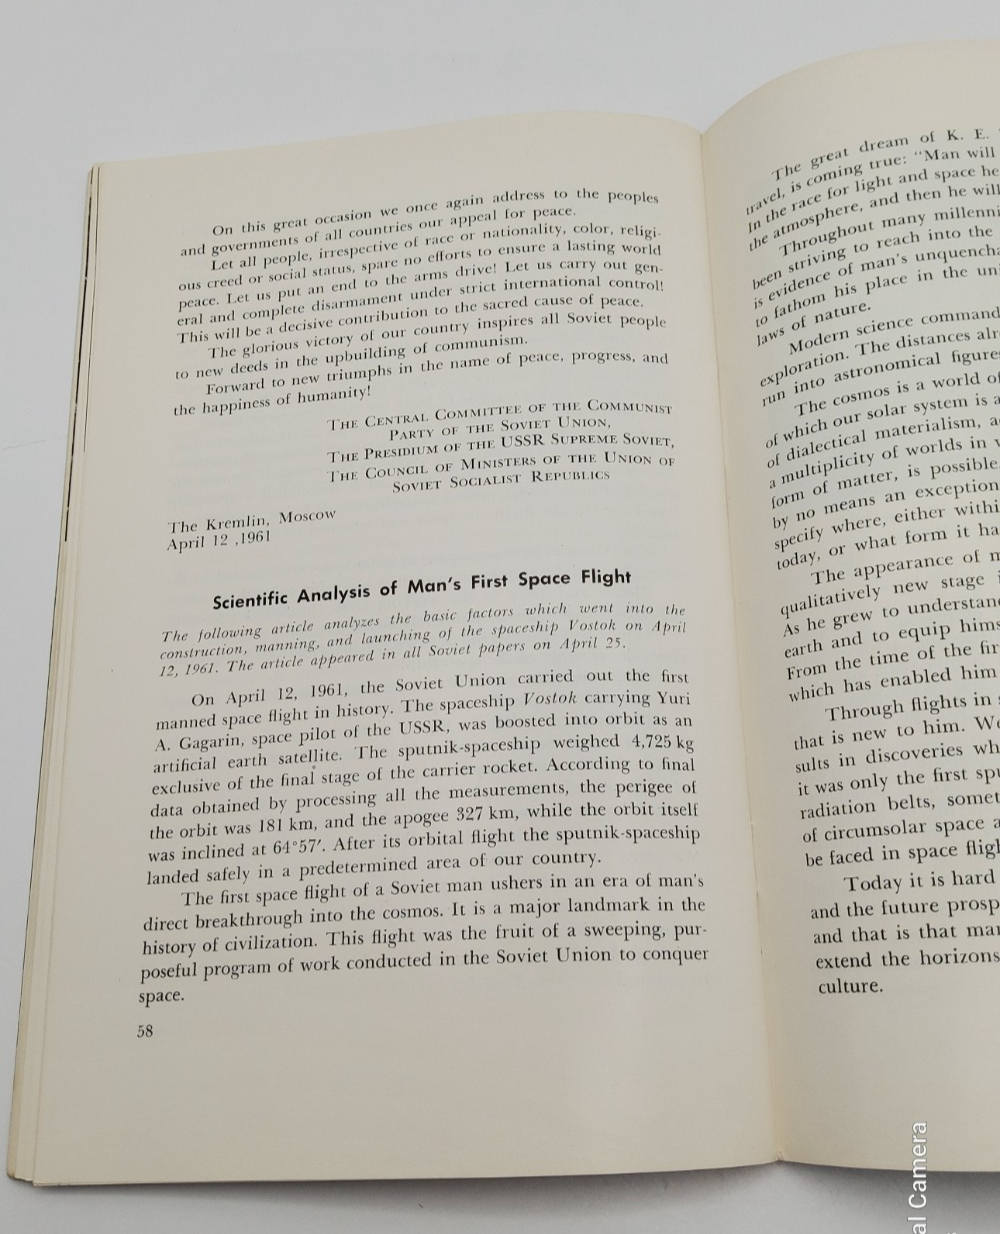 On this great occasion we once again address to the peoples
and governments of all countries our appeal for peace.
Let all people, irrespective of race or nationality, color, religi-
ous creed or social status, spare no efforts to ensure a lasting world
peace. Let us put an end to the arms drive! Let us carry out gen-
eral and complete disarmament under strict international control!
This will be a decisive contribution to the sacred cause of peace.
The glorious victory of our country inspires all Soviet people
to new deeds in the upbuilding of communism.
Forward to new triumphs in the name of peace, progress, and
the happiness of humanity!
THE CENTRAL COMMITTEE OF THE COMMUNIST
PARTY OF THE SOVIET UNION,
THE PRESIDIUM OF THE USSR SUPREME SOVIET,
THE COUNCIL OF MINISTERS OF THE UNION OF
SOVIET SOCIALIST REPUBLICS
The Kremlin, Moscow
April 12 ,1961
Scientific Analysis of Man's First Space Flight
The following article analyzes the basic factors which went into the
construction, manning, and launching of the spaceship Vostok on April
12, 1961. The article appeared in all Soviet papers on April 25.
On April 12, 1961, the Soviet Union carried out the first
manned space flight in history. The spaceship Vostok carrying Yuri
A. Gagarin, space pilot of the USSR, was boosted into orbit as an
artificial earth satellite. The sputnik-spaceship weighed 4,725 kg
exclusive of the final stage of the carrier rocket. According to final
data obtained by processing all the measurements, the perigee of
the orbit was 181 km, and the apogee 327 km, while the orbit itself
was inclined at 64°57′. After its orbital flight the sputnik-spaceship
landed safely in a predetermined area of our country.
The first space flight of a Soviet man ushers in an era of man's
direct breakthrough into the cosmos. It is a major landmark in the
history of civilization. This flight was the fruit of a sweeping, pur-
poseful program of work conducted in the Soviet Union to conquer
space.
58
The great dream of K. E.
travel, is coming true: "Man will
In the race for light and space he
the atmosphere, and then he will
Throughout many millenni
been striving to reach into the
is evidence of man's unquencha
to fathom his place in the uni
laws of nature.
Modern science command
exploration. The distances alr
run into astronomical figures
The cosmos is a world of
of which our solar system is a
of dialectical materialism, a
a multiplicity of worlds in
form of matter, is possible
by no means an exception
specify where, either withi
today, or what form it ha
The appearance of
qualitatively new stage
As he grew to understan
earth and to equip hims
From the time of the fir
which has enabled him
Through flights in
that is new to him. We
sults in discoveries wh
it was only the first spu
radiation belts, somet
of circumsolar space a
be faced in space fligh
Today it is hard
and the future prosp
and that is that man
extend the horizons
culture.
al Camera